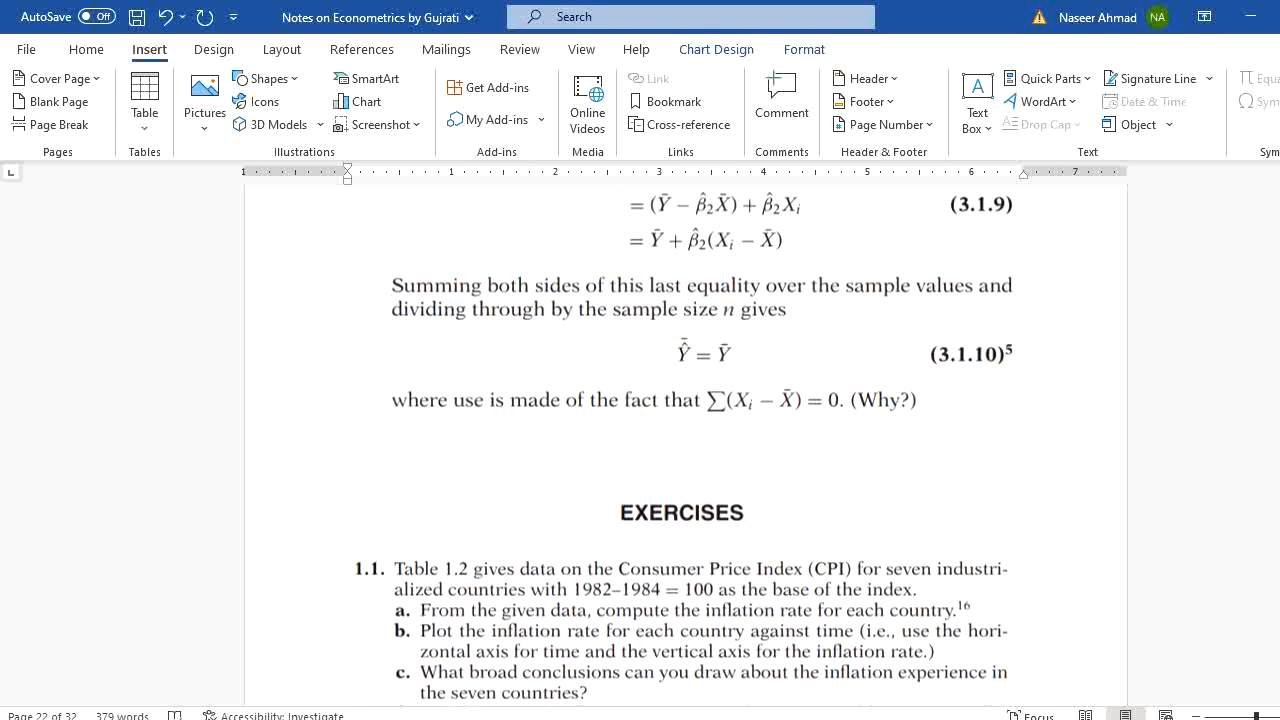 AutoSave Off Notes on Econometrics by Gujrati Search Naseer Ahmad NA
File Home Insert Design Layout References Mailings Review View Help Chart Design Format
Cover Page
Blank Page
Page Break
Pages
Table
Tables
Pictures
Shapes
Icons
3D Models
SmartArt
Chart
Screenshot
Illustrations
Get Add-ins
My Add-ins
Add-ins
Online
Videos
Media
Link
Bookmark
Cross-reference
Links
Comment
Comments
Header
Footer
Page Number
Header & Footer
Text
Box
Quick Parts
WordArt
Drop Cap
Signature Line
Date & Time
Object
Text
1 1 2 3 4 5 6 7
= (Ȳ − β̂₂X̄) + β̂₂Xᵢ (3.1.9)
= Ȳ + β̂₂(Xᵢ − X̄)
Summing both sides of this last equality over the sample values and
dividing through by the sample size n gives
Ŷ̄ = Ȳ (3.1.10)⁵
where use is made of the fact that ∑(Xᵢ − X̄) = 0. (Why?)
EXERCISES
1.1. Table 1.2 gives data on the Consumer Price Index (CPI) for seven industri-
alized countries with 1982–1984 = 100 as the base of the index.
a. From the given data, compute the inflation rate for each country.¹⁶
b. Plot the inflation rate for each country against time (i.e., use the hori-
zontal axis for time and the vertical axis for the inflation rate.)
c. What broad conclusions can you draw about the inflation experience in
the seven countries?
Page 22 of 32 379 words Accessibility: Investigate Focus